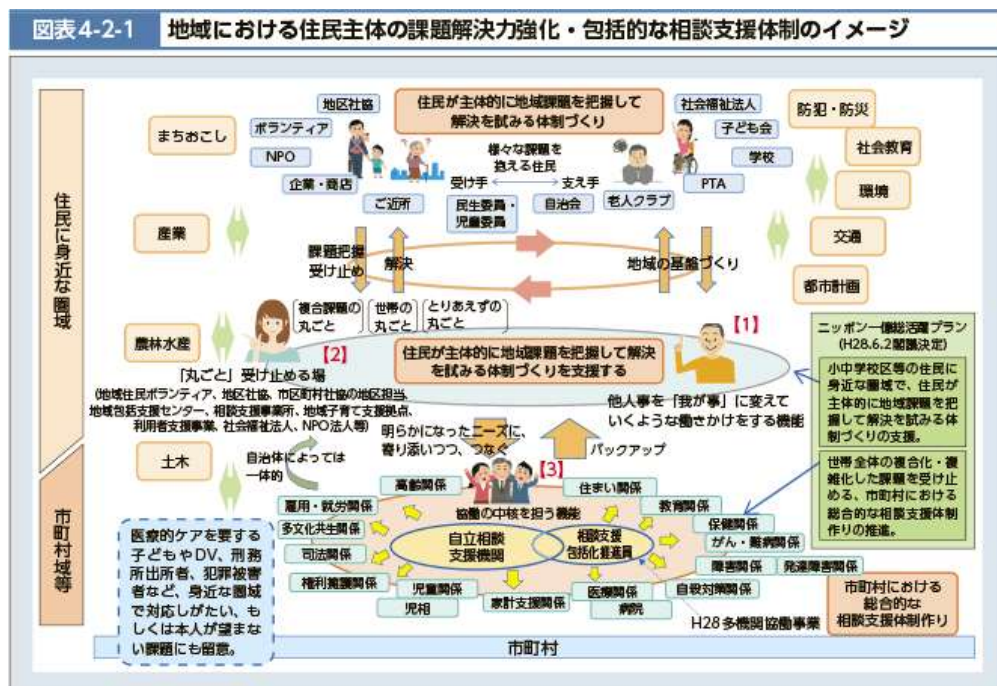 図表4-2-1 地域における住民主体の課題解決力強化・包括的な相談支援体制のイメージ
住民に身近な圏域
市町村域等
まちおこし
産業
農林水産
土木
地区社協
ボランティア
NPO
企業・商店
ご近所
住民が主体的に地域課題を把握して
解決を試みる体制づくり
様々な課題を
抱える住民
受け手
支え手
民生委員・
児童委員
自治会
老人クラブ
社会福祉法人
子ども会
学校
PTA
防犯・防災
社会教育
環境
交通
都市計画
課題把握
受け止め
解決
地域の基盤づくり
複合課題の
丸ごと
世帯の
丸ごと
とりあえずの
丸ごと
【1】
【2】
住民が主体的に地域課題を把握して解決
を試みる体制づくりを支援する
「丸ごと」受け止める場
(地域住民ボランティア、地区社協、市区町村社協の地区担当、
地域包括支援センター、相談支援事業所、地域子育て支援拠点、
利用者支援事業、社会福祉法人、NPO法人等)
他人事を「我が事」に変えて
いくような働きかけをする機能
ニッポン一億総活躍プラン
(H28.6.2閣議決定)
小中学校区等の住民に
身近な圏域で、住民が
主体的に地域課題を把
握して解決を試みる体
制づくりの支援。
世帯全体の複合化・複
雑化した課題を受け止
める、市町村における
総合的な相談支援体制
作りの推進。
自治体によっては
一体的
明らかになったニーズに、
寄り添いつつ、つなぐ
バックアップ
【3】
協働の中核を担う機能
自立相談
支援機関
相談支援
包括化推進員
高齢関係
雇用・就労関係
多文化共生関係
司法関係
権利擁護関係
児童関係
児相
家計支援関係
医療関係
病院
住まい関係
教育関係
保健関係
がん・難病関係
障害関係
発達障害関係
自殺対策関係
H28多機関協働事業
医療的ケアを要する
子どもやDV、刑務
所出所者、犯罪被害
者など、身近な圏域
で対応しがたい、も
しくは本人が望まな
い課題にも留意。
市町村における
総合的な
相談支援体制作り
市町村